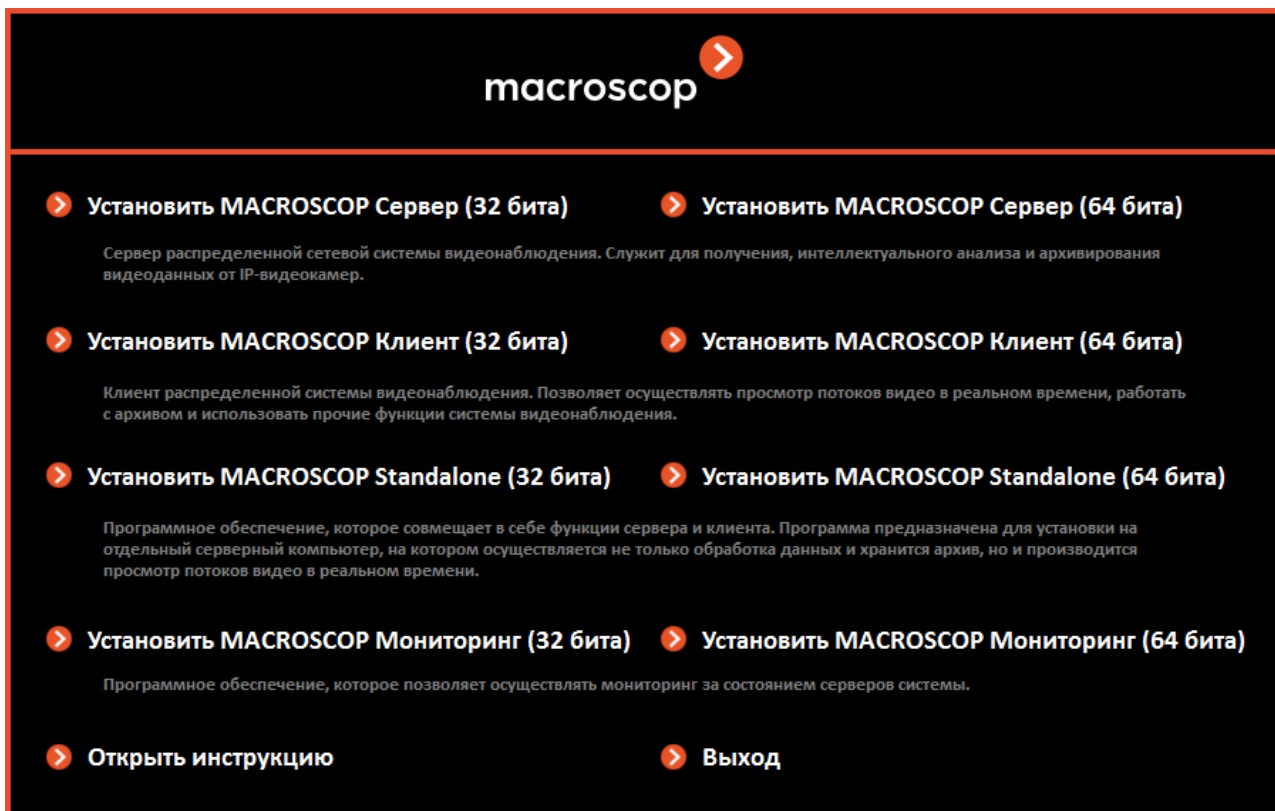 macroscop
Установить MACROSCOP Сервер (32 бита)
Установить MACROSCOP Сервер (64 бита)
Сервер распределенной сетевой системы видеонаблюдения. Служит для получения, интеллектуального анализа и архивирования
видеоданных от IP-видеокамер.
Установить MACROSCOP Клиент (32 бита)
Установить MACROSCOP Клиент (64 бита)
Клиент распределенной системы видеонаблюдения. Позволяет осуществлять просмотр потоков видео в реальном времени, работать
с архивом и использовать прочие функции системы видеонаблюдения.
Установить MACROSCOP Standalone (32 бита)
Установить MACROSCOP Standalone (64 бита)
Программное обеспечение, которое совмещает в себе функции сервера и клиента. Программа предназначена для установки на
отдельный серверный компьютер, на котором осуществляется не только обработка данных и хранится архив, но и производится
просмотр потоков видео в реальном времени.
Установить MACROSCOP Мониторинг (32 бита)
Установить MACROSCOP Мониторинг (64 бита)
Программное обеспечение, которое позволяет осуществлять мониторинг за состоянием серверов системы.
Открыть инструкцию
Выход